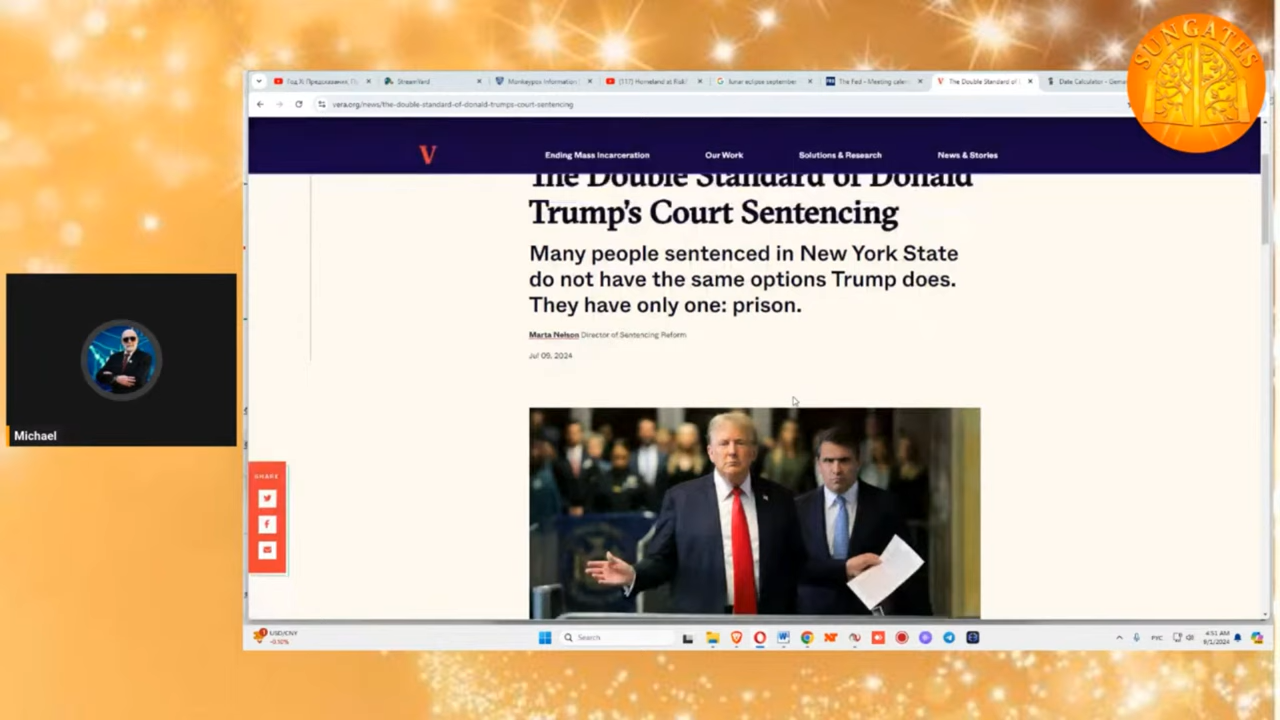 SUNGATES
Год X: Предсказания, П
StreamYard
Monkeypox Information |
(117) Homeland at Risk!
lunar eclipse september
The Fed - Meeting calen
The Double Standard of
Date Calculator -
vera.org/news/the-double-standard-of-donald-trumps-court-sentencing
V
Ending Mass Incarceration
Our Work
Solutions & Research
News & Stories
The Double Standard of Donald
Trump's Court Sentencing
Many people sentenced in New York State
do not have the same options Trump does.
They have only one: prison.
Marta Nelson Director of Sentencing Reform
Jul 09, 2024
Michael
SHARE
USD/CNY
-0.10%
Search
РУС
4:51 AM
9/1/2024